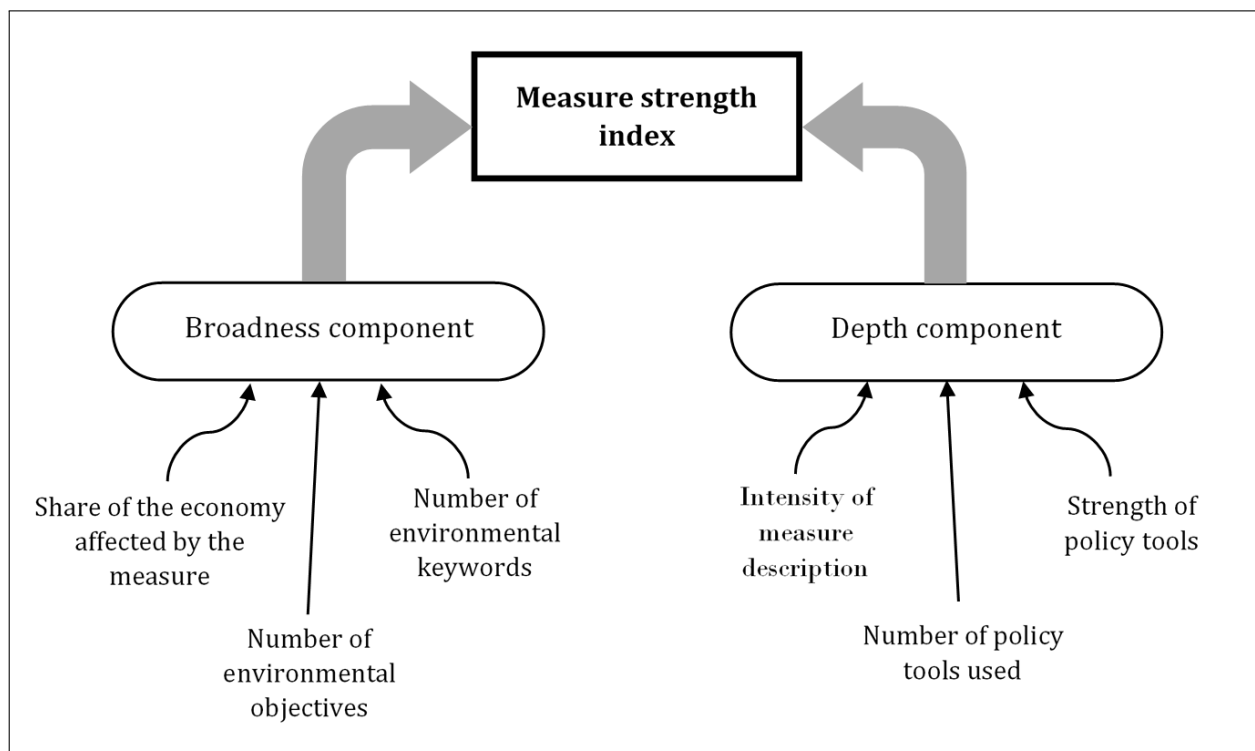 Measure strength
index
Broadness component
Depth component
Share of the economy
affected by the
measure
Number of
environmental
objectives
Number of
environmental
keywords
Intensity of
measure
description
Number of policy
tools used
Strength of
policy tools